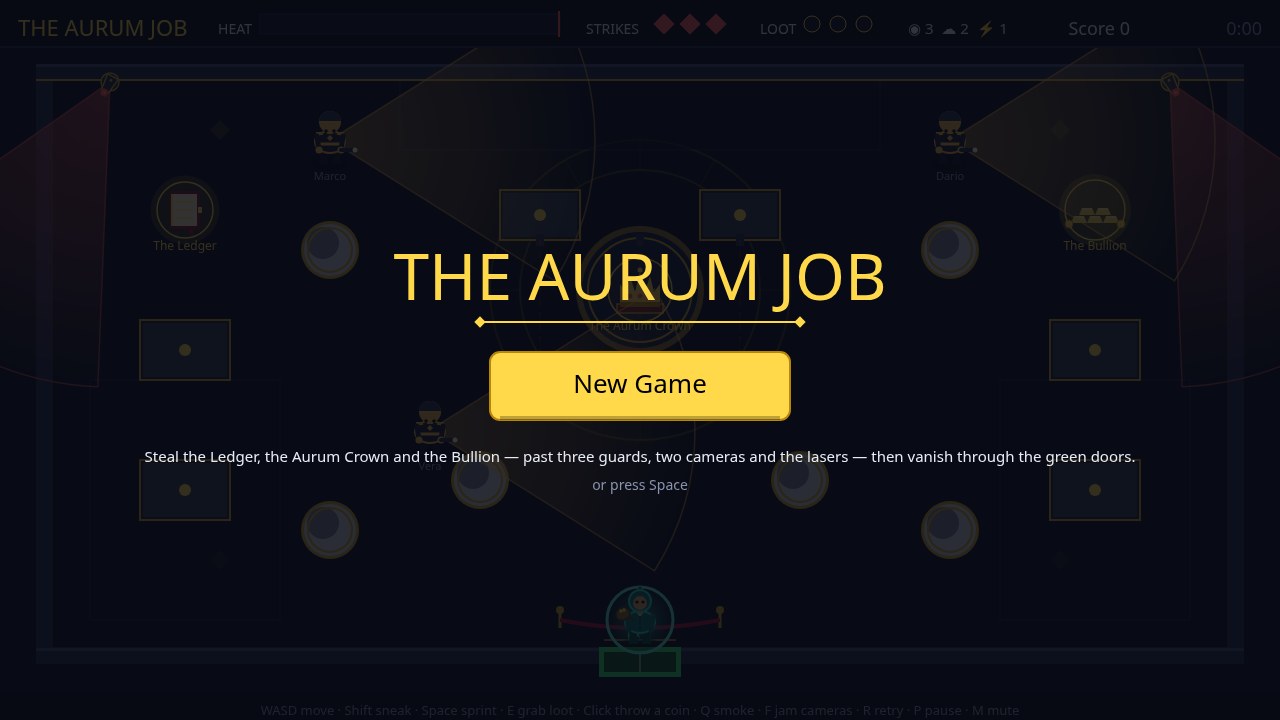 THE AURUM JOB
HEAT
STRIKES
LOOT
3 2 1
Score 0
0:00
Marco
Dario
The Ledger
The Bullion
THE AURUM JOB
The Aurum Crown
New Game
Steal the Ledger, the Aurum Crown and the Bullion — past three guards, two cameras and the lasers — then vanish through the green doors.
Vera
or press Space
WASD move · Shift sneak · Space sprint · E grab loot · Click throw a coin · Q smoke · F jam cameras · R retry · P pause · M mute